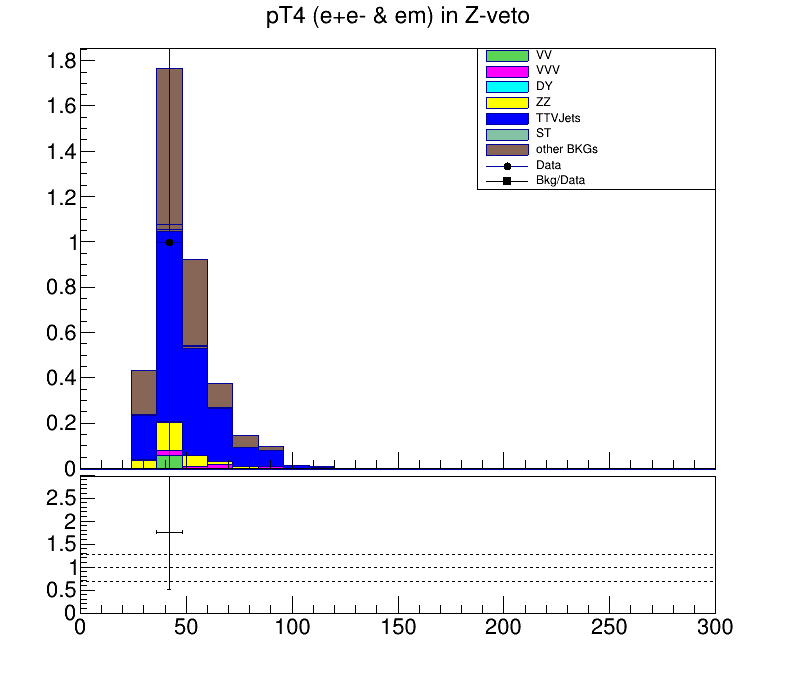 pT4 (e+e- & em) in Z-veto
1.8
1.6
1.4
1.2
1
0.8
0.6
0.4
0.2
0
VV
VVV
DY
ZZ
TTVJets
ST
other BKGs
Data
Bkg/Data
2.5
2
1.5
1
0.5
0
0 50 100 150 200 250 300